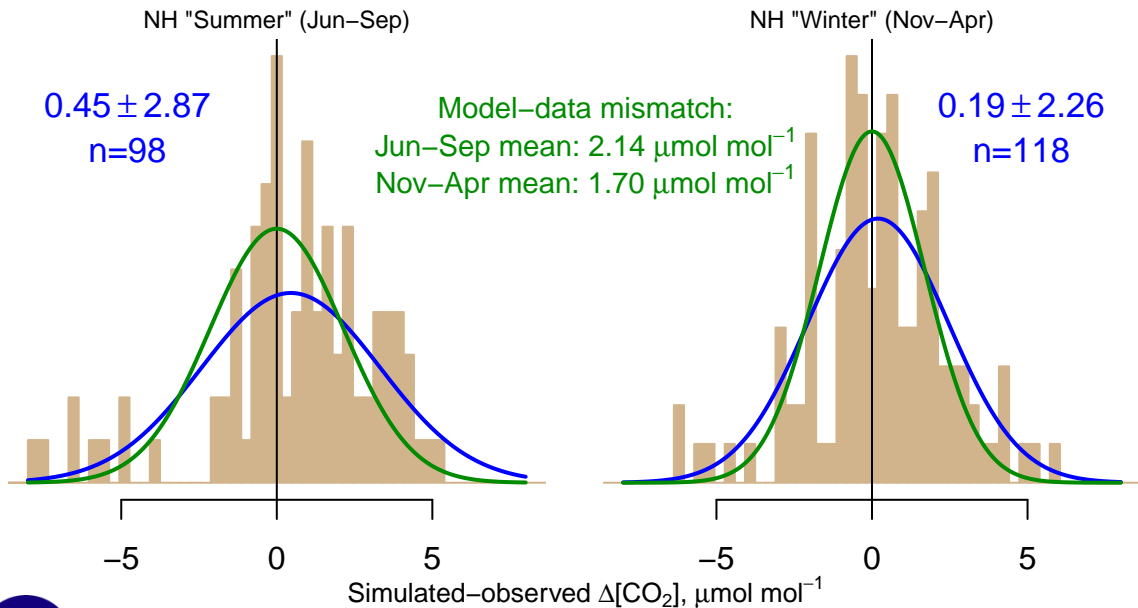 NH "Summer" (Jun−Sep)
NH "Winter" (Nov−Apr)
0.45±2.87
n=98
Model−data mismatch:
Jun−Sep mean: 2.14 μmol mol⁻¹
Nov−Apr mean: 1.70 μmol mol⁻¹
0.19±2.26
n=118
−5 0 5
−5 0 5
Simulated−observed Δ[CO₂], μmol mol⁻¹